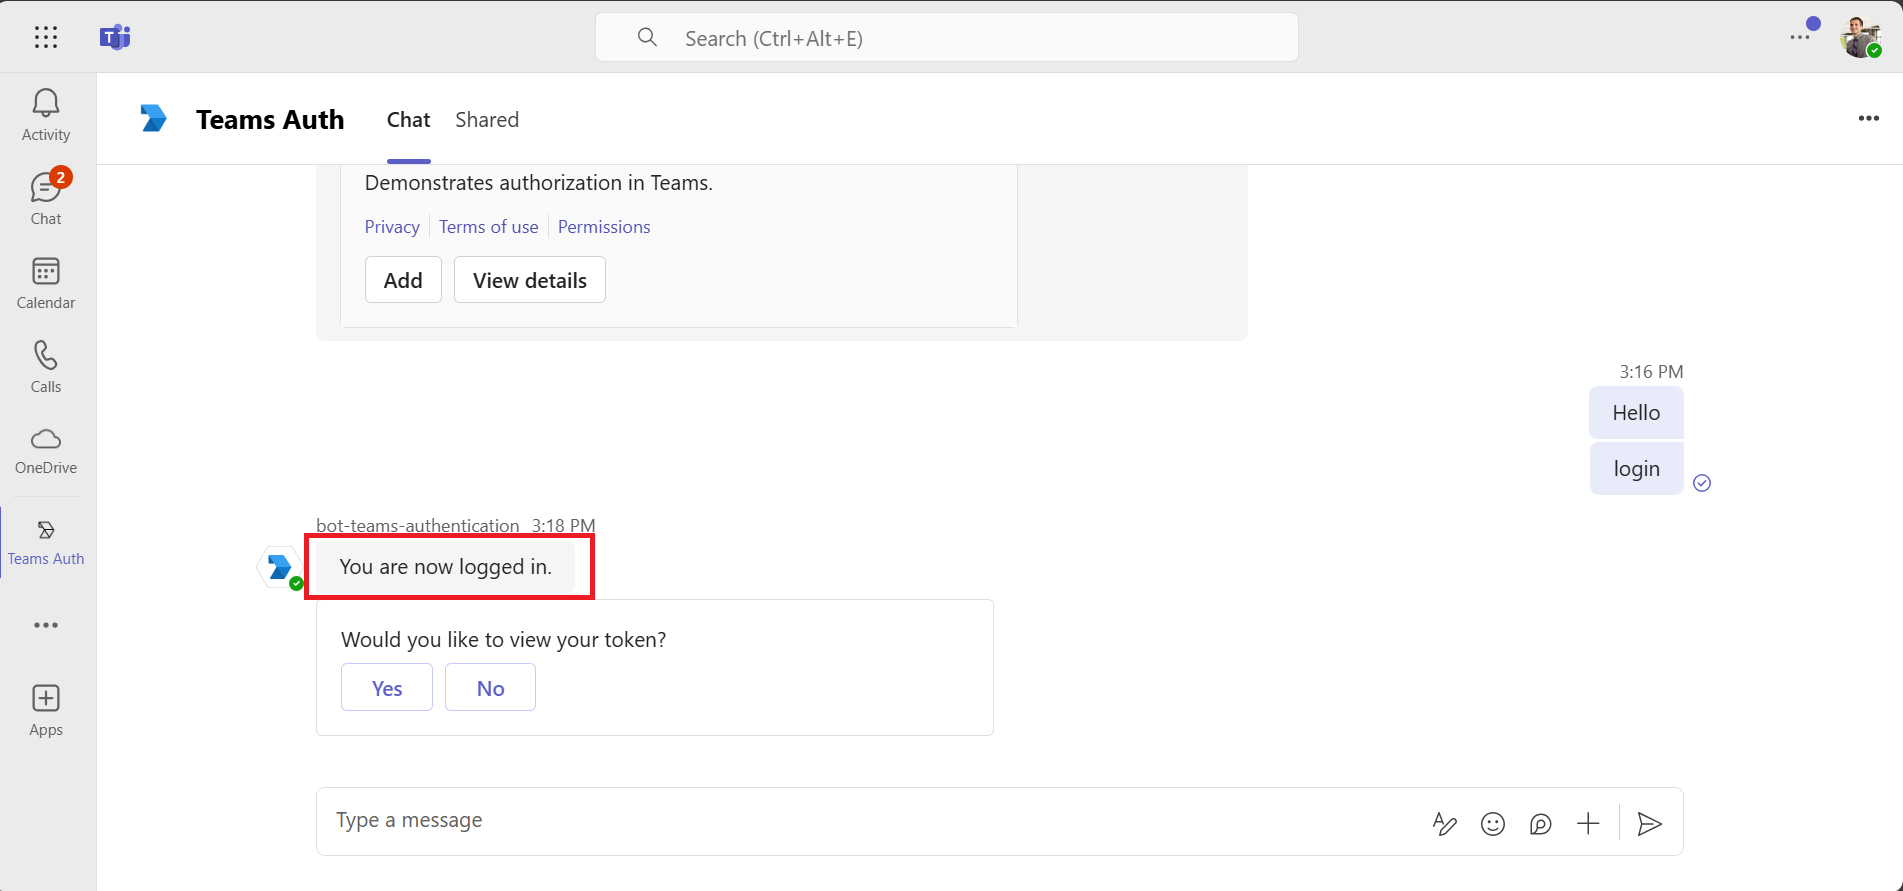 Search (Ctrl+Alt+E)
Activity
2
Chat
Calendar
Calls
OneDrive
Teams Auth
Apps
Teams Auth Chat Shared
Demonstrates authorization in Teams.
Privacy Terms of use Permissions
Add View details
3:16 PM
Hello
login
bot-teams-authentication 3:18 PM
You are now logged in.
Would you like to view your token?
Yes No
Type a message